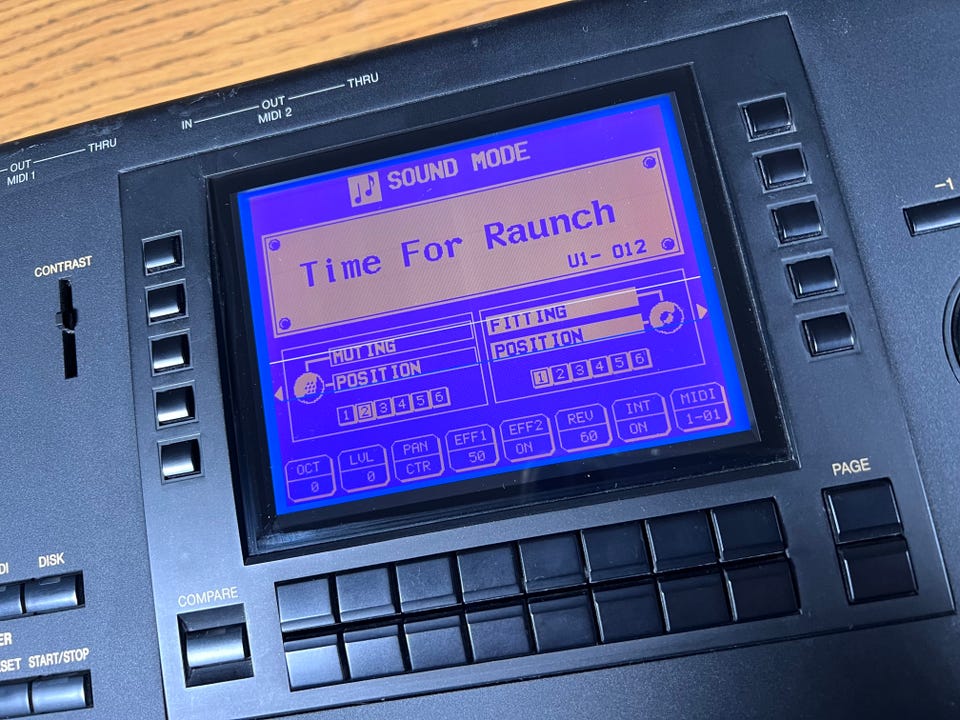 OUT THRU
MIDI 1
IN OUT THRU
MIDI 2
-1
CONTRAST
SOUND MODE
Time For Raunch
U1- 012
MUTING
POSITION
1 2 3 4 5 6
FITTING
POSITION
1 2 3 4 5 6
OCT 0
LVL 0
PAN CTR
EFF1 50
EFF2 ON
REV 60
INT ON
MIDI 1-01
PAGE
DISK
COMPARE
START/STOP